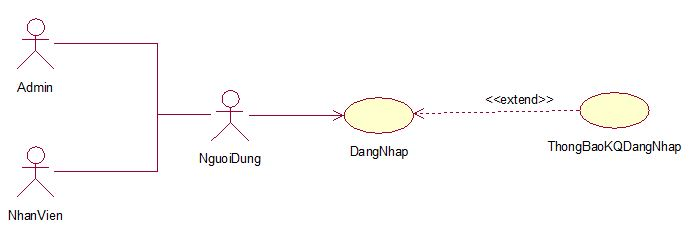 Admin
NhanVien
NguoiDung
DangNhap
<<extend>>
ThongBaoKQDangNhap